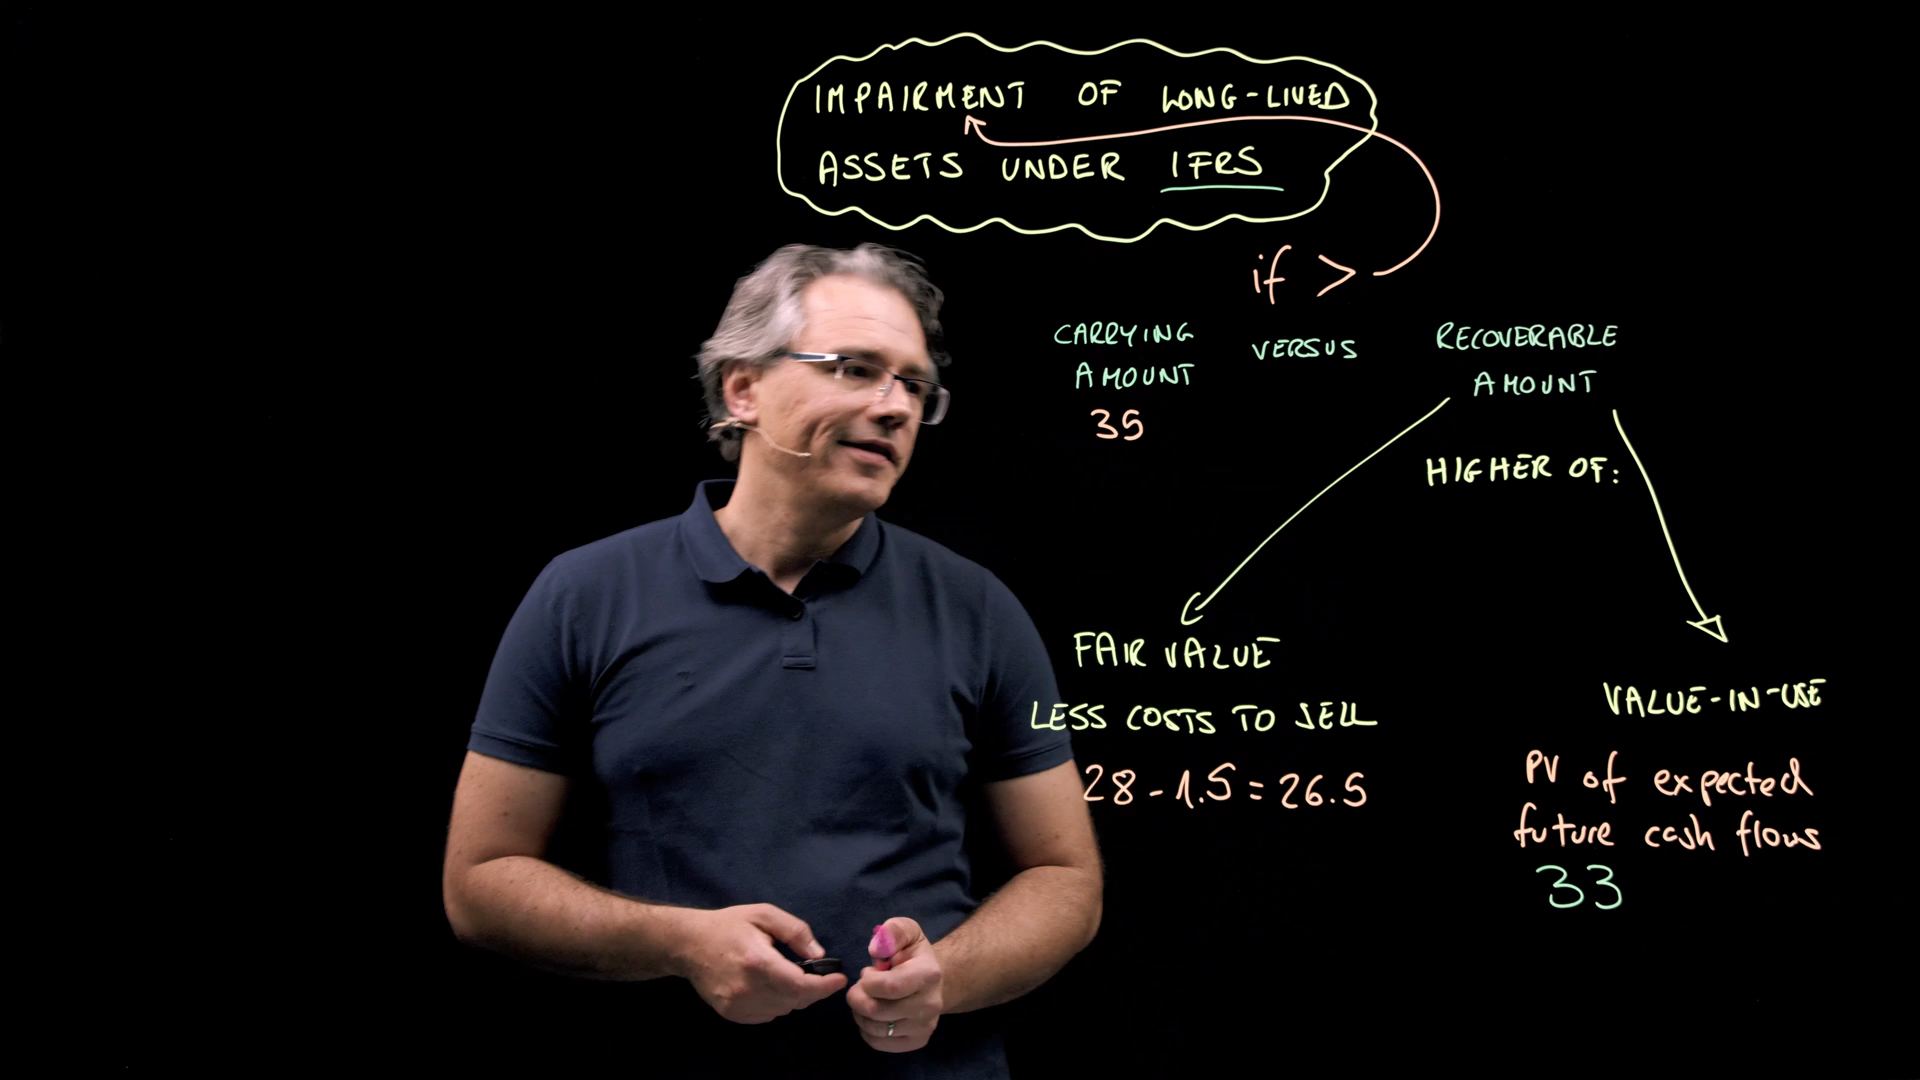 IMPAIRMENT OF LONG-LIVED
ASSETS UNDER IFRS
if >
CARRYING
AMOUNT
35
VERSUS
RECOVERABLE
AMOUNT
HIGHER OF:
FAIR VALUE
LESS COSTS TO SELL
28 - 1.5 = 26.5
VALUE-IN-USE
PV of expected
future cash flows
33